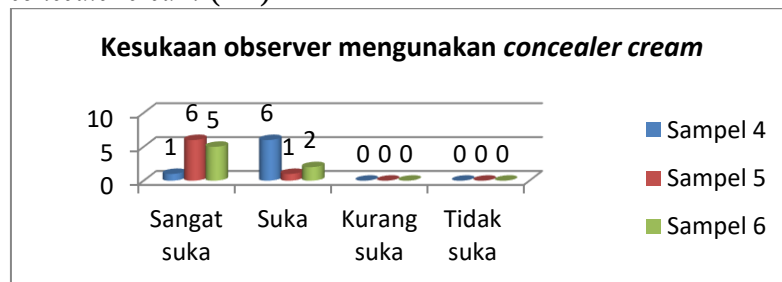 Kesukaan observer mengunakan concealer cream
10
5
0
1 6 5
6 1 2
0 0 0
0 0 0
Sangat suka
Suka
Kurang suka
Tidak suka
Sampel 4
Sampel 5
Sampel 6